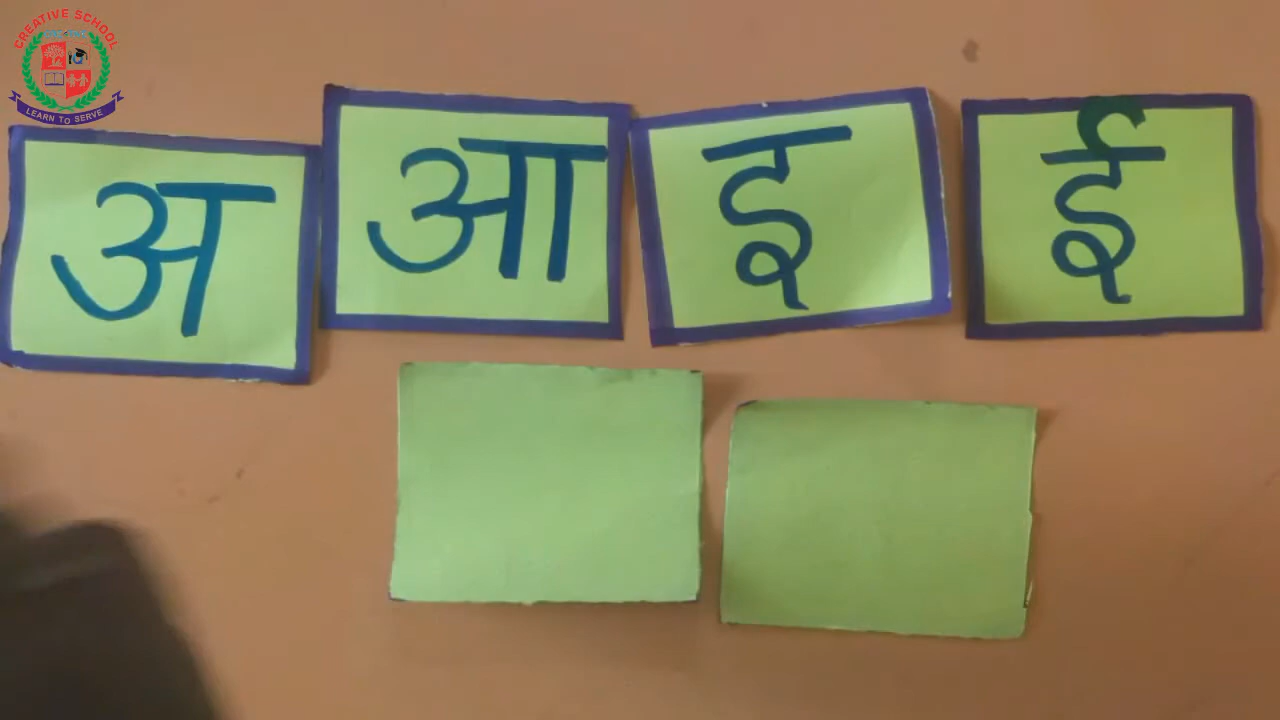 CREATIVE SCHOOL
LEARN TO SERVE
अ आ इ ई